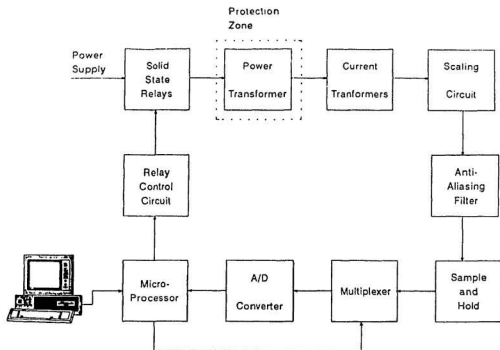 Protection
Zone
Power
Supply
Solid
State
Relays
Power
Transformer
Current
Tranformers
Scaling
Circuit
Relay
Control
Circuit
Anti-
Aliasing
Filter
Micro-
Processor
A/D
Converter
Multiplexer
Sample
and
Hold